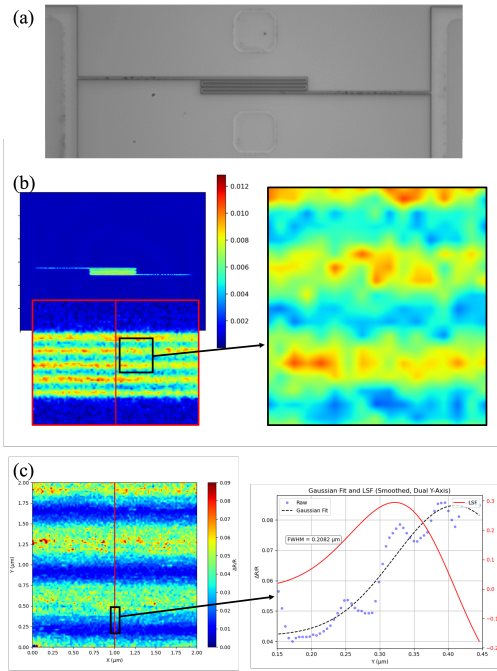 (a)
(b)
0.012
0.010
0.008
0.006
0.004
0.002
(c)
2.00
1.75
1.50
1.25
1.00
0.75
0.50
0.25
0.00
Y (μm)
0.00 0.25 0.50 0.75 1.00 1.25 1.50 1.75 2.00
X (μm)
0.09
0.08
0.07
0.06
0.05
0.04
0.03
0.02
0.01
0.00
ΔR/R
Gaussian Fit and LSF (Smoothed, Dual Y-Axis)
Raw
Gaussian Fit
LSF
FWHM = 0.2082 μm
0.08
0.07
0.06
0.05
0.04
ΔR/R
0.3
0.2
0.1
0.0
-0.1
-0.2
0.15 0.20 0.25 0.30 0.35 0.40 0.45
Y (μm)